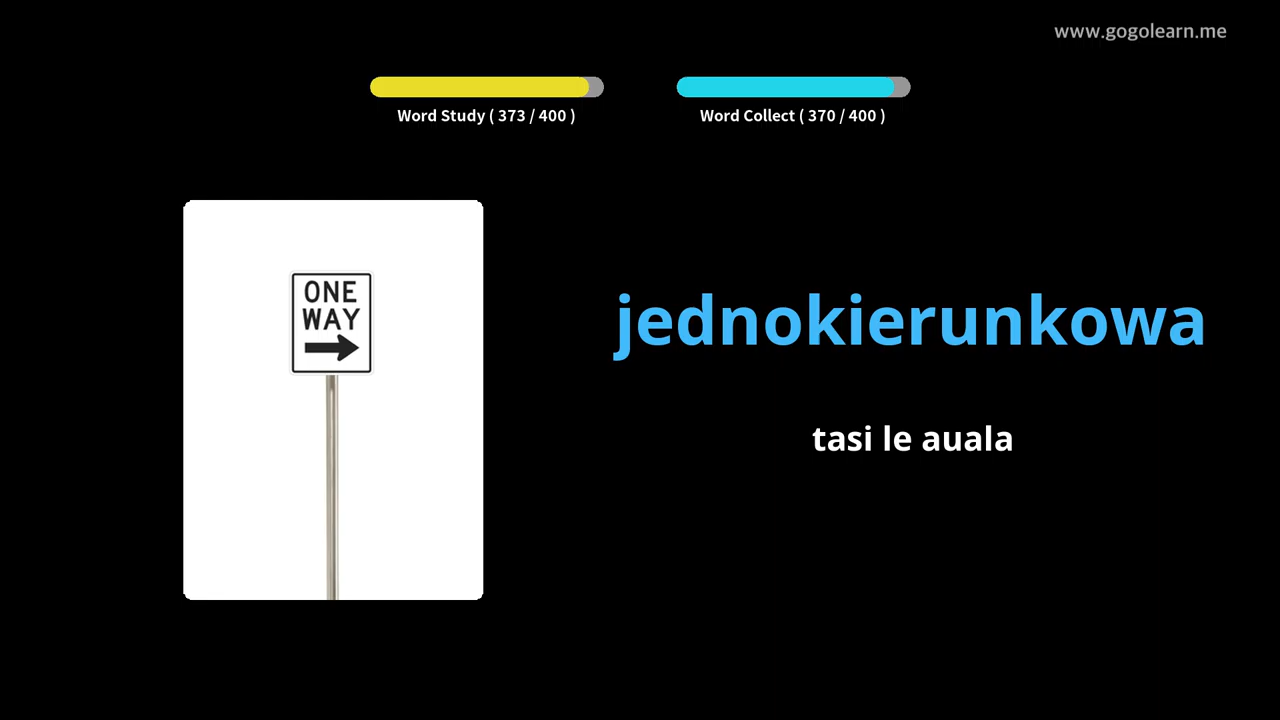 www.gogolearn.me
Word Study ( 373 / 400 )
Word Collect ( 370 / 400 )
ONE
WAY
jednokierunkowa
tasi le auala